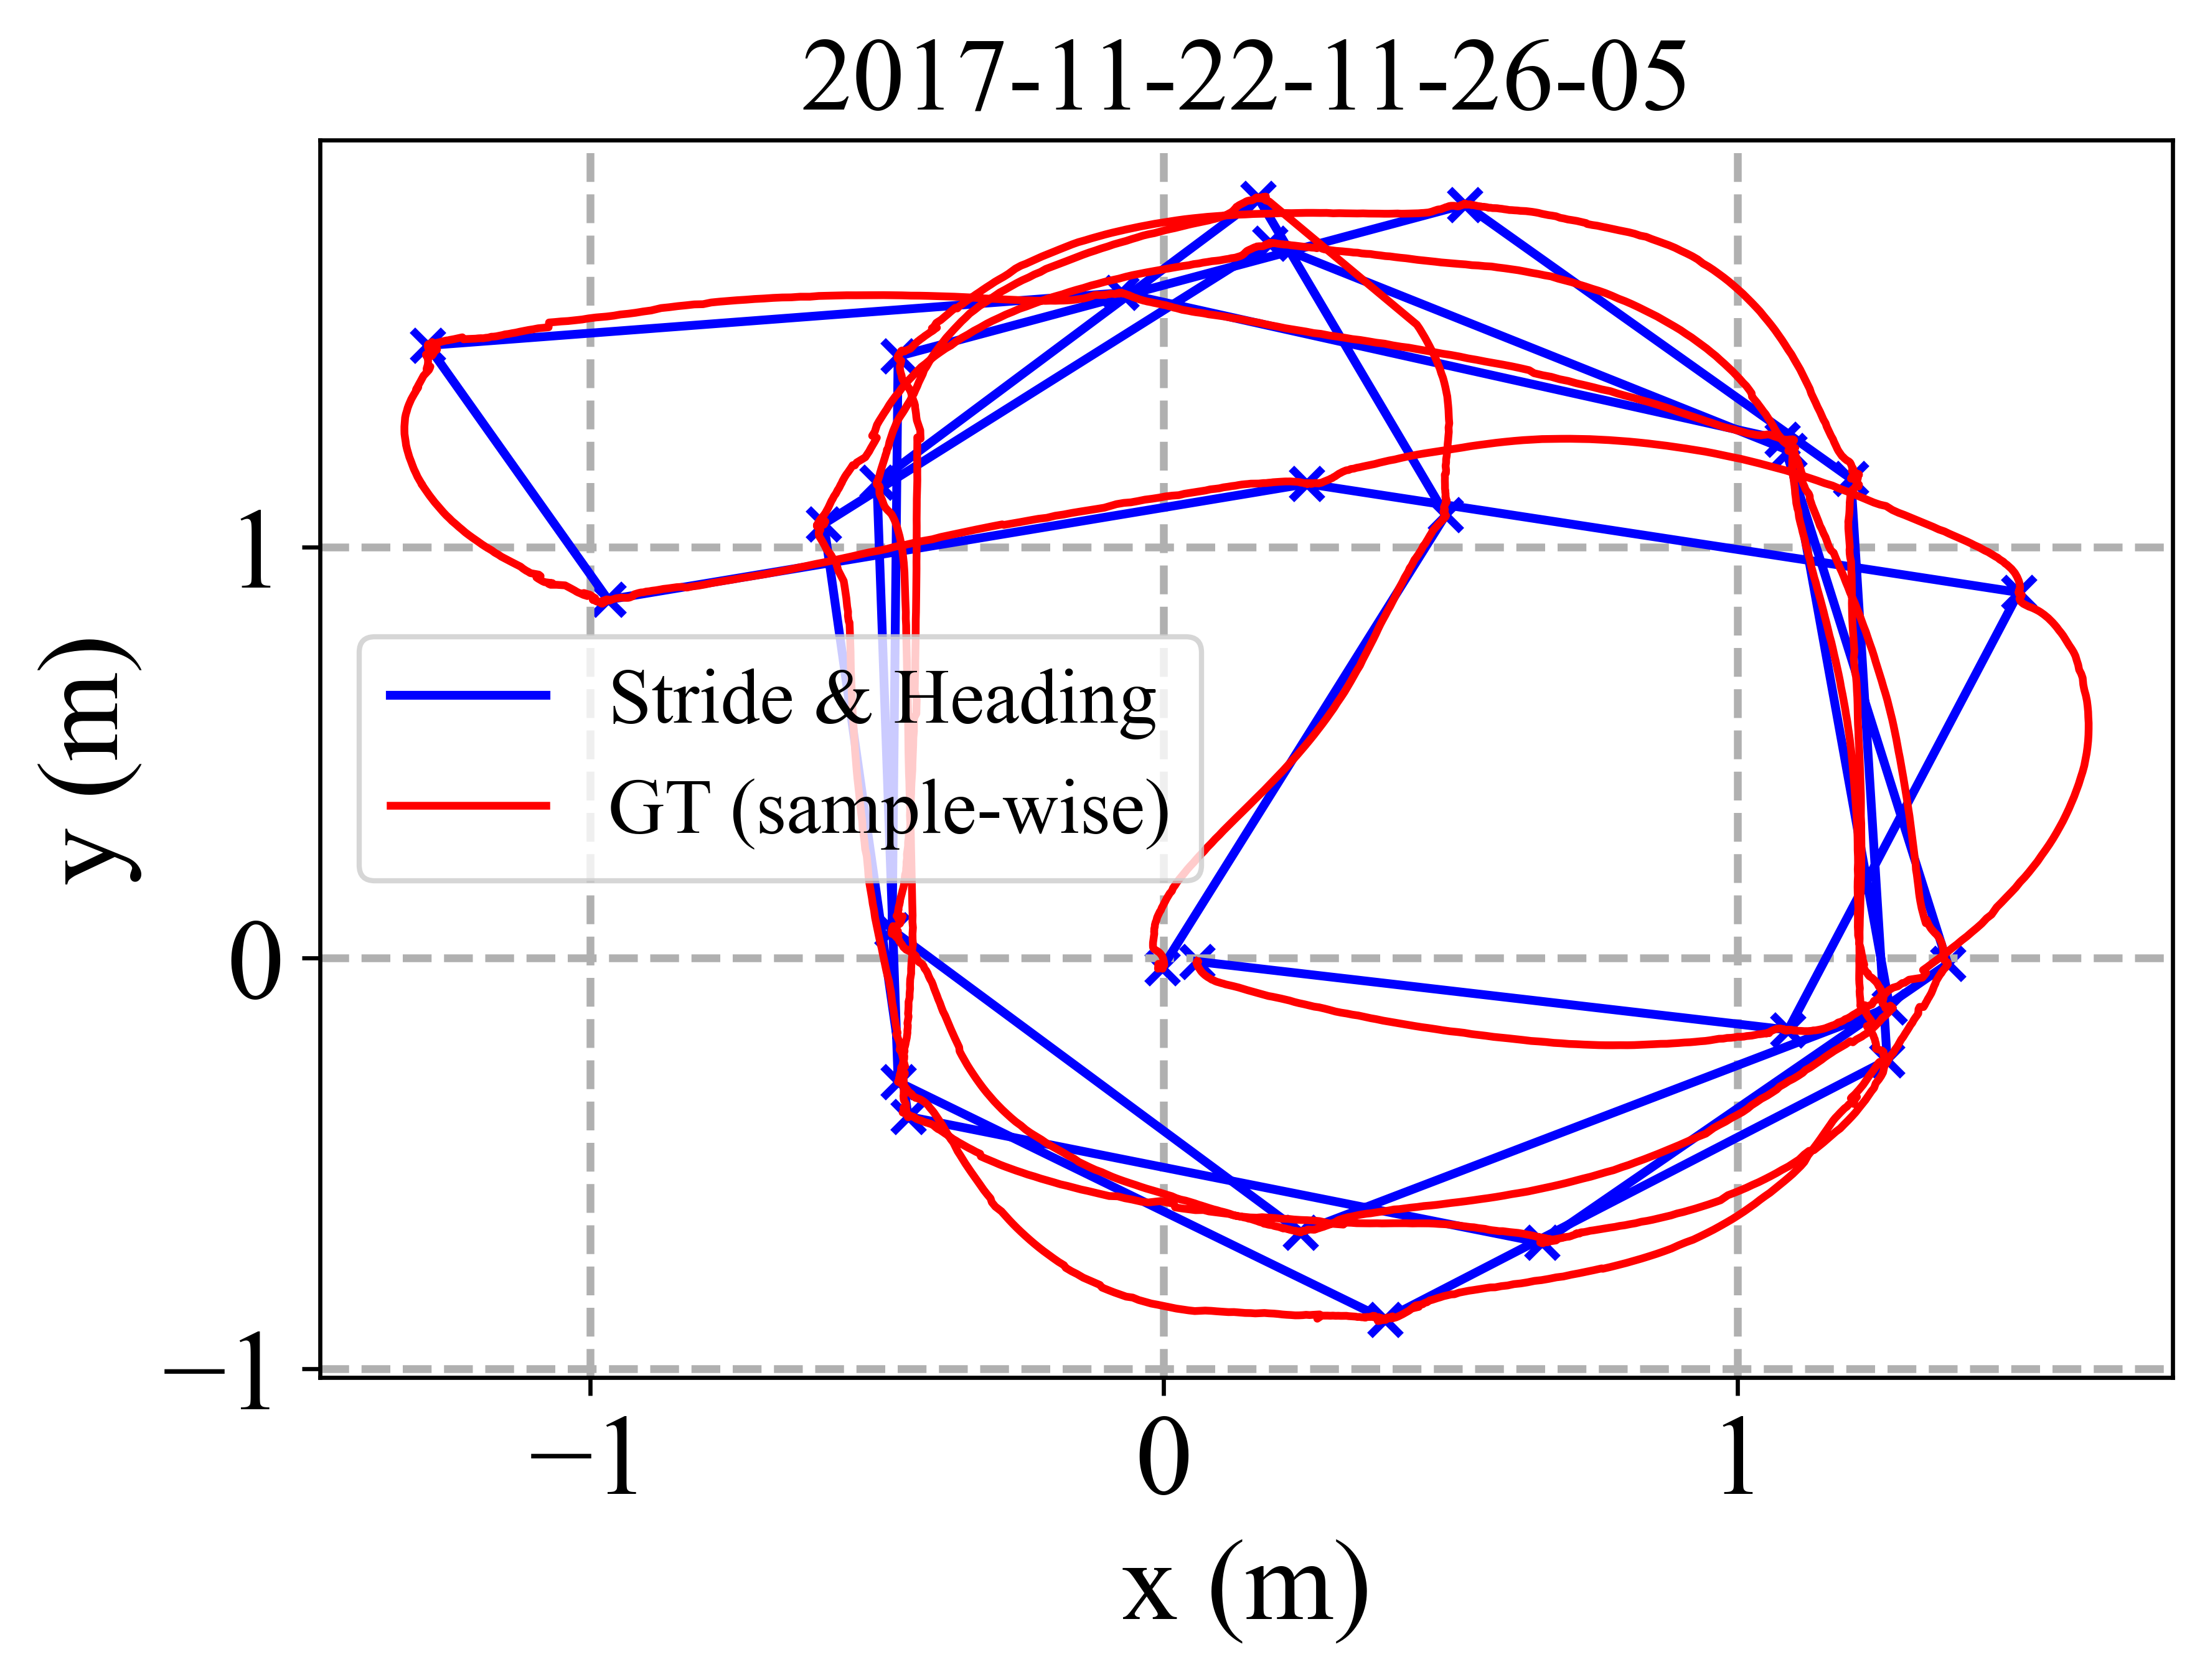 2017-11-22-11-26-05
y (m)
1
0
−1
Stride & Heading
GT (sample-wise)
−1 0 1
x (m)